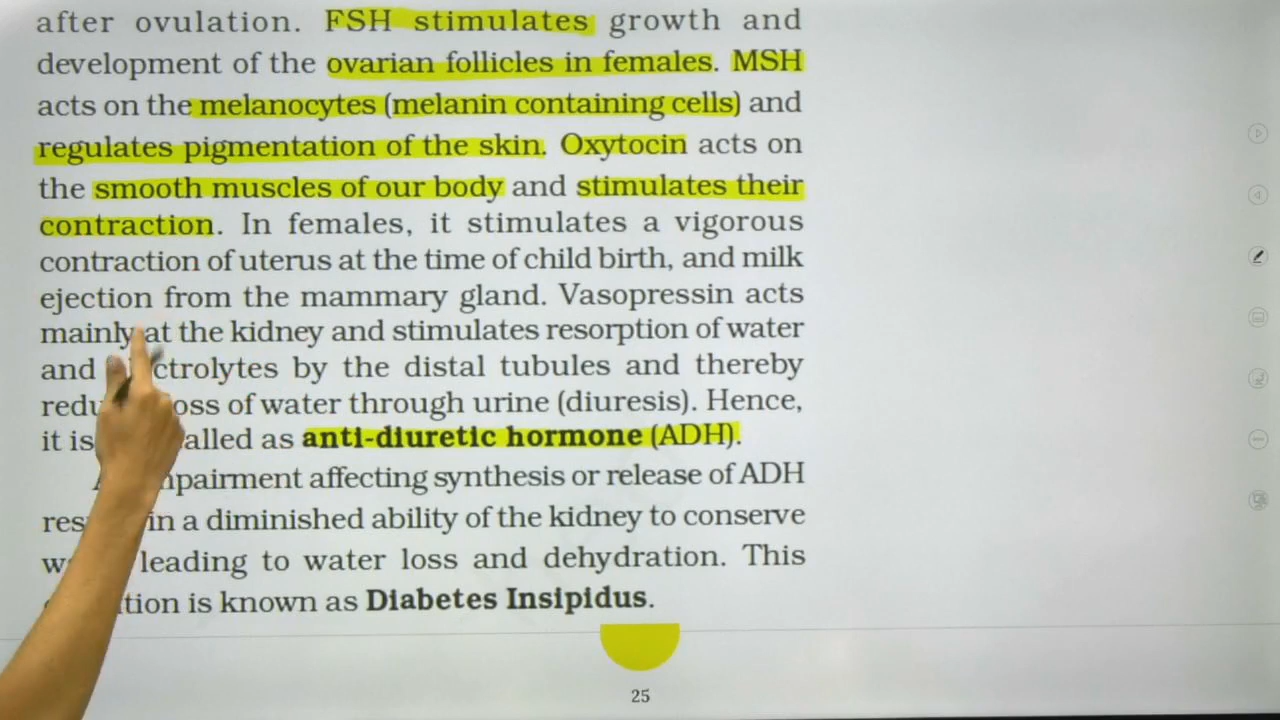 after ovulation. FSH stimulates growth and
development of the ovarian follicles in females. MSH
acts on the melanocytes (melanin containing cells) and
regulates pigmentation of the skin. Oxytocin acts on
the smooth muscles of our body and stimulates their
contraction. In females, it stimulates a vigorous
contraction of uterus at the time of child birth, and milk
ejection from the mammary gland. Vasopressin acts
mainly at the kidney and stimulates resorption of water
and ctrolytes by the distal tubules and thereby
redu oss of water through urine (diuresis). Hence,
it is alled as anti-diuretic hormone (ADH).
pairment affecting synthesis or release of ADH
res in a diminished ability of the kidney to conserve
w leading to water loss and dehydration. This
tion is known as Diabetes Insipidus.
25